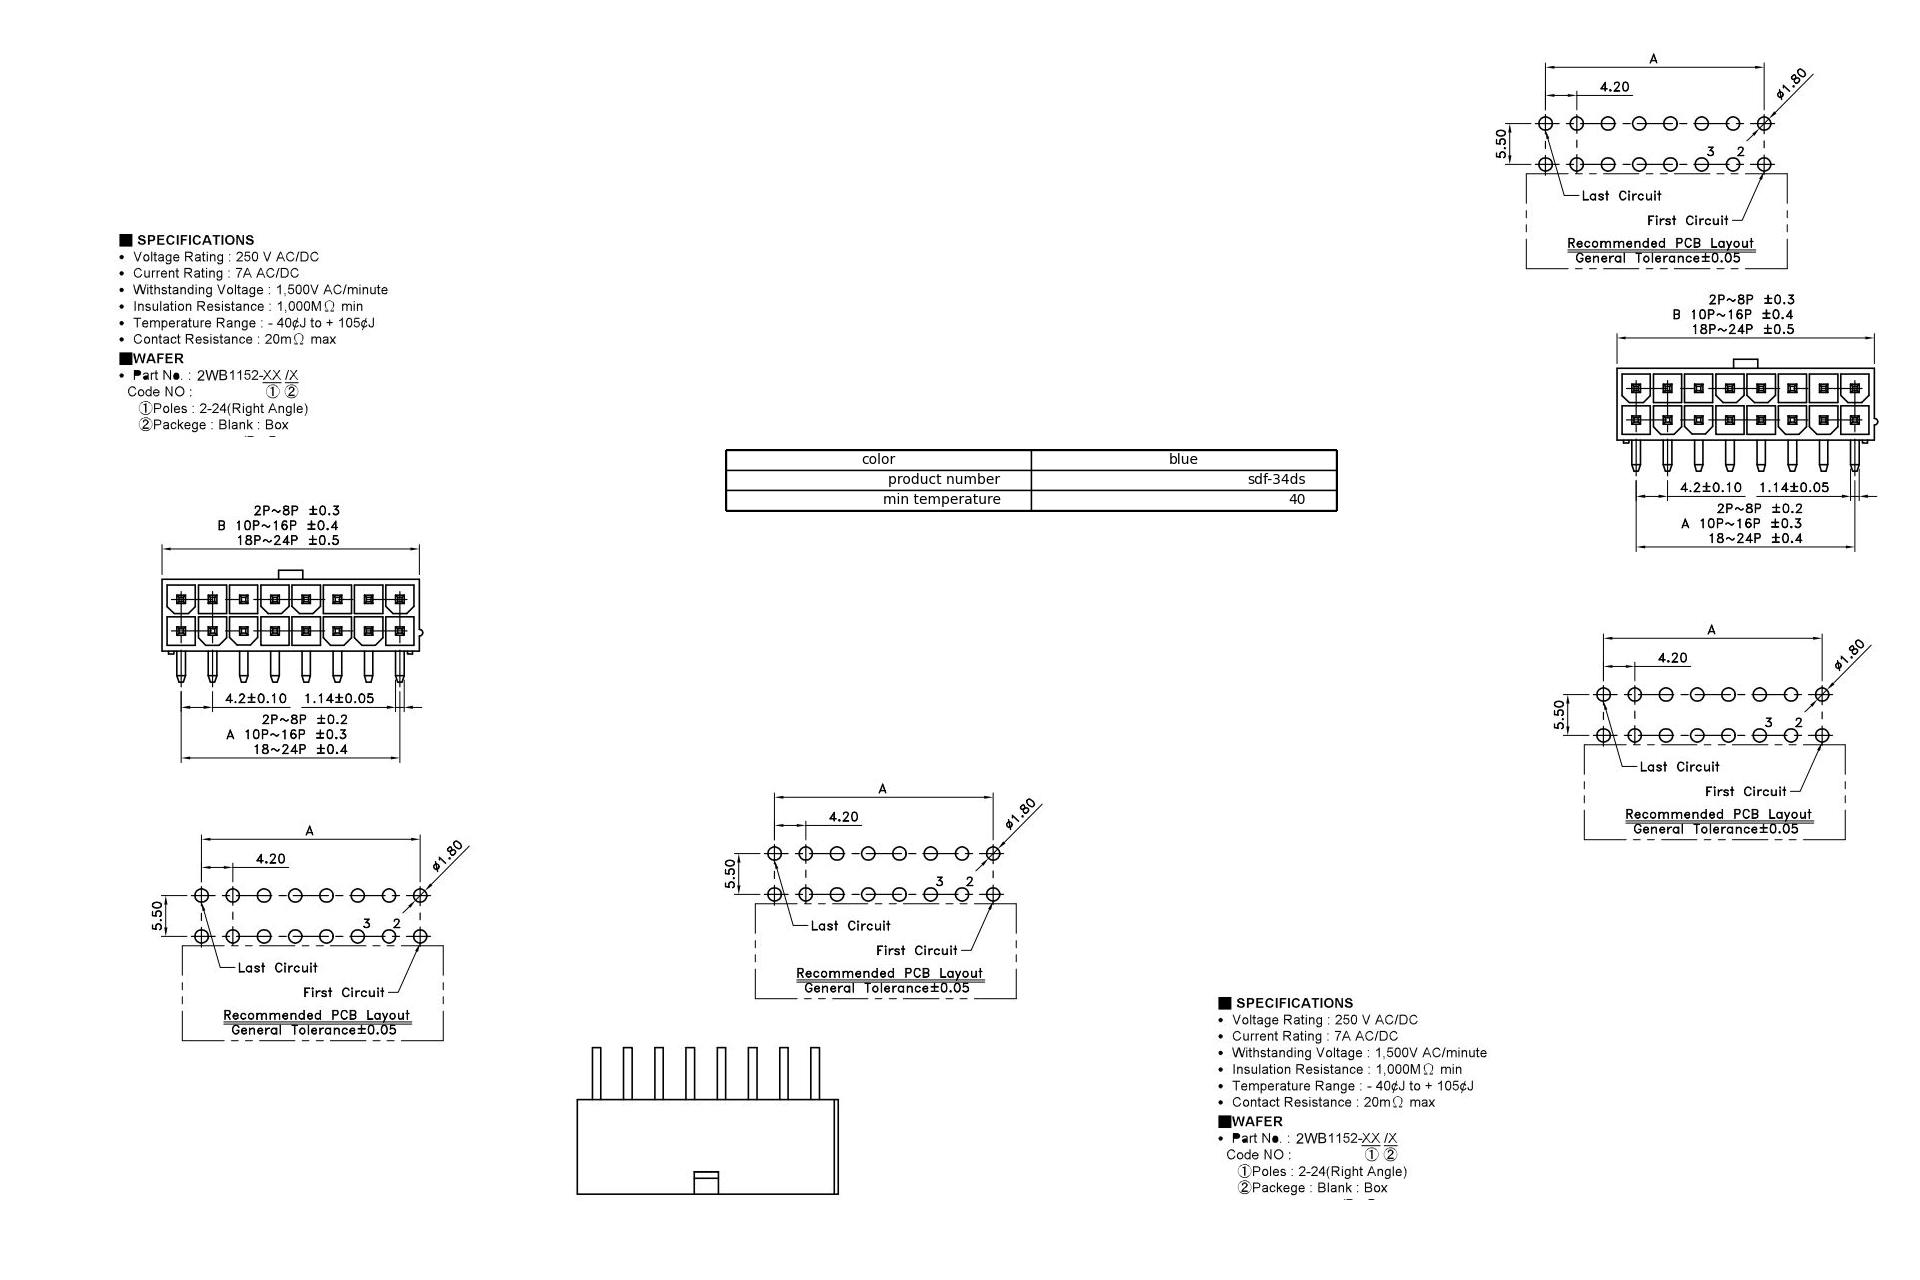 A
4.20
ø1.80
5.50
3 2
Last Circuit
First Circuit
Recommended PCB Layout
General Tolerance±0.05
■ SPECIFICATIONS
• Voltage Rating : 250 V AC/DC
• Current Rating : 7A AC/DC
• Withstanding Voltage : 1,500V AC/minute
• Insulation Resistance : 1,000MΩ min
• Temperature Range : - 40¢J to + 105¢J
• Contact Resistance : 20mΩ max
■WAFER
• Part No. : 2WB1152-XX /X
Code NO : ① ②
①Poles : 2-24(Right Angle)
②Packege : Blank : Box
2P~8P ±0.3
B 10P~16P ±0.4
18P~24P ±0.5
4.2±0.10 1.14±0.05
2P~8P ±0.2
A 10P~16P ±0.3
18~24P ±0.4
color blue
product number sdf-34ds
min temperature 40
2P~8P ±0.3
B 10P~16P ±0.4
18P~24P ±0.5
4.2±0.10 1.14±0.05
2P~8P ±0.2
A 10P~16P ±0.3
18~24P ±0.4
A
4.20
ø1.80
5.50
3 2
Last Circuit
First Circuit
Recommended PCB Layout
General Tolerance±0.05
A
4.20
ø1.80
5.50
3 2
Last Circuit
First Circuit
Recommended PCB Layout
General Tolerance±0.05
A
4.20
ø1.80
5.50
3 2
Last Circuit
First Circuit
Recommended PCB Layout
General Tolerance±0.05
■ SPECIFICATIONS
• Voltage Rating : 250 V AC/DC
• Current Rating : 7A AC/DC
• Withstanding Voltage : 1,500V AC/minute
• Insulation Resistance : 1,000MΩ min
• Temperature Range : - 40¢J to + 105¢J
• Contact Resistance : 20mΩ max
■WAFER
• Part No. : 2WB1152-XX /X
Code NO : ① ②
①Poles : 2-24(Right Angle)
②Packege : Blank : Box